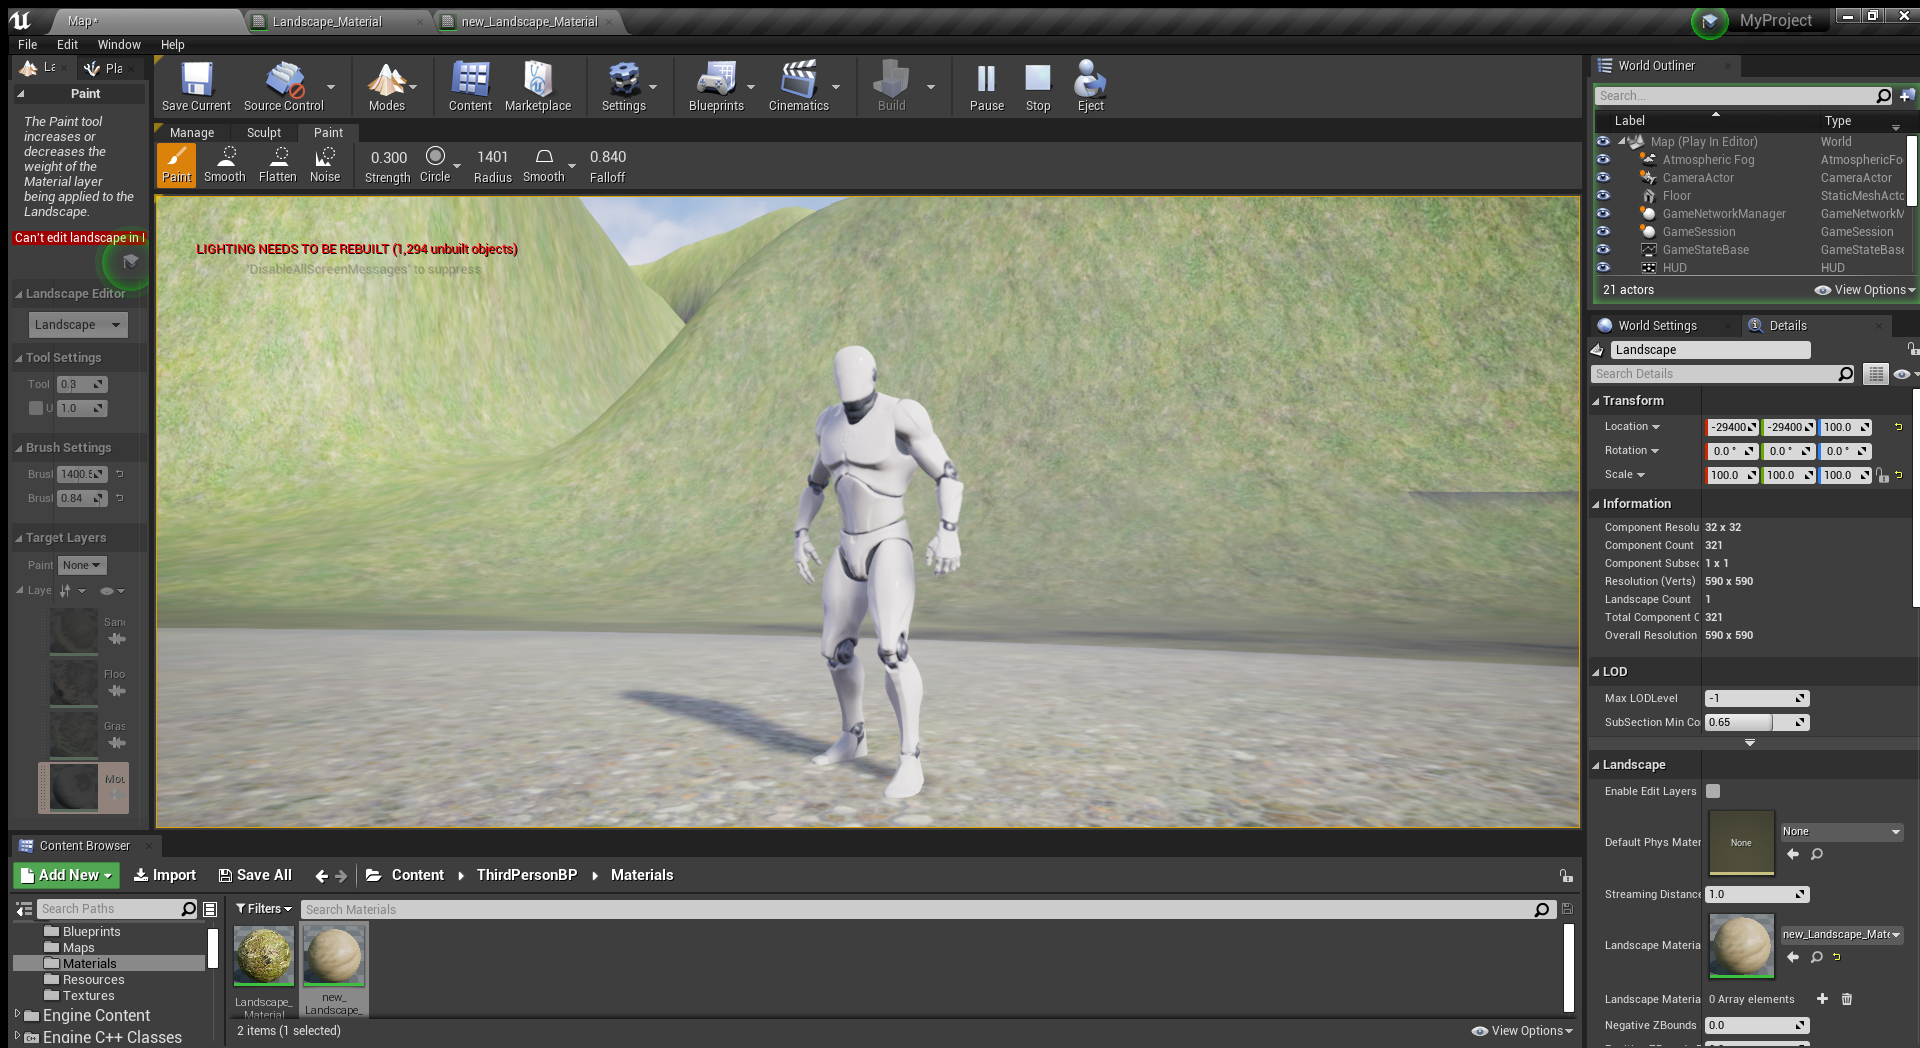 Map*
Landscape_Material
new_Landscape_Material
MyProject
File Edit Window Help
Paint
The Paint tool
increases or
decreases the
weight of the
Material layer
being applied to the
Landscape.
Can't edit landscape in
Landscape Editor
Landscape
Tool Settings
Tool 0.3
U 1.0
Brush Settings
1400.
0.84
Target Layers
Paint None
Save Current Source Control Modes Content Marketplace Settings Blueprints Cinematics Build Pause Stop Eject
Manage Sculpt Paint
0.300 1401 0.840
Paint Smooth Flatten Noise Strength Circle Radius Smooth Falloff
LIGHTING NEEDS TO BE REBUILT (1,294 unbuilt objects)
'DisableAllScreenMessages' to suppress
World Outliner
Search...
Label Type
Map (Play In Editor) World
Atmospheric Fog AtmosphericFo
CameraActor CameraActor
Floor StaticMeshActo
GameNetworkManager GameNetworkM
GameSession GameSession
GameStateBase GameStateBase
HUD HUD
21 actors View Options
World Settings Details
Landscape
Search Details
Transform
Location -29400 -29400 100.0
Rotation 0.0 ° 0.0 ° 0.0 °
Scale 100.0 100.0 100.0
Information
Component Resolu 32 x 32
Component Count 321
Component Subsec 1 x 1
Resolution (Verts) 590 x 590
Landscape Count 1
Total Component C 321
Overall Resolution 590 x 590
LOD
Max LODLevel -1
SubSection Min Co 0.65
Landscape
Enable Edit Layers
Default Phys Mater None None
Streaming Distance 1.0
Landscape Materia new_Landscape_Mate
Landscape Materia 0 Array elements
Negative ZBounds 0.0
Content Browser
Add New Import Save All Content ThirdPersonBP Materials
Search Paths
Filters Search Materials
Blueprints
Maps
Materials
Resources
Textures
Engine Content
Engine C++ Classes
Landscape_
Material
new_
Landscape_
2 items (1 selected) View Options